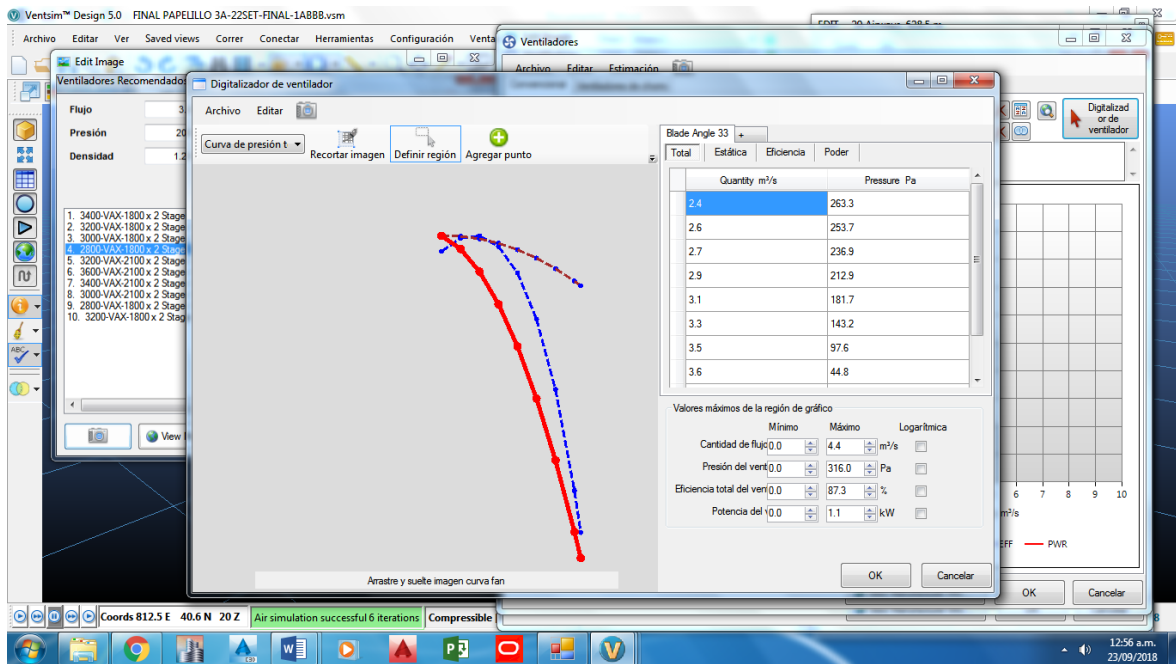 Ventsim™ Design 5.0 FINAL PAPELILLO 3A-22SET-FINAL-1ABBB.vsm
Archivo Editar Ver Saved views Correr Conectar Herramientas Configuración Venta
Edit Image
Ventiladores Recomendado
Flujo 3.
Presión 20
Densidad 1.2
1. 3400-VAX-1800 x 2 Stage
2. 3200-VAX-1800 x 2 Stage
3. 3000-VAX-1800 x 2 Stage
4. 2800-VAX-1800 x 2 Stage
5. 3200-VAX-2100 x 2 Stage
6. 3600-VAX-2100 x 2 Stage
7. 3400-VAX-2100 x 2 Stage
8. 3000-VAX-2100 x 2 Stage
9. 2800-VAX-1800 x 2 Stage
10. 3200-VAX-1800 x 2 Stag
View
ABC
Ventiladores
Archivo Editar Estimación
Digitalizador de ventilador
Archivo Editar
Curva de presión t
Recortar imagen Definir región Agregar punto
Blade Angle 33 +
Total Estática Eficiencia Poder
Quantity m³/s Pressure Pa
2.4 263.3
2.6 253.7
2.7 236.9
2.9 212.9
3.1 181.7
3.3 143.2
3.5 97.6
3.6 44.8
Valores máximos de la región de gráfico
Mínimo Máximo Logarítmica
Cantidad de flujo 0.0 4.4 m³/s
Presión del vent 0.0 316.0 Pa
Eficiencia total del ven 0.0 87.3 %
Potencia del 0.0 1.1 kW
OK Cancelar
Arrastre y suelte imagen curva fan
Digitalizad
or de
ventilador
6 7 8 9 10
m³/s
EFF PWR
OK Cancelar
Coords 812.5 E 40.6 N 20 Z Air simulation successful 6 iterations Compressible
12:56 a.m.
23/09/2018